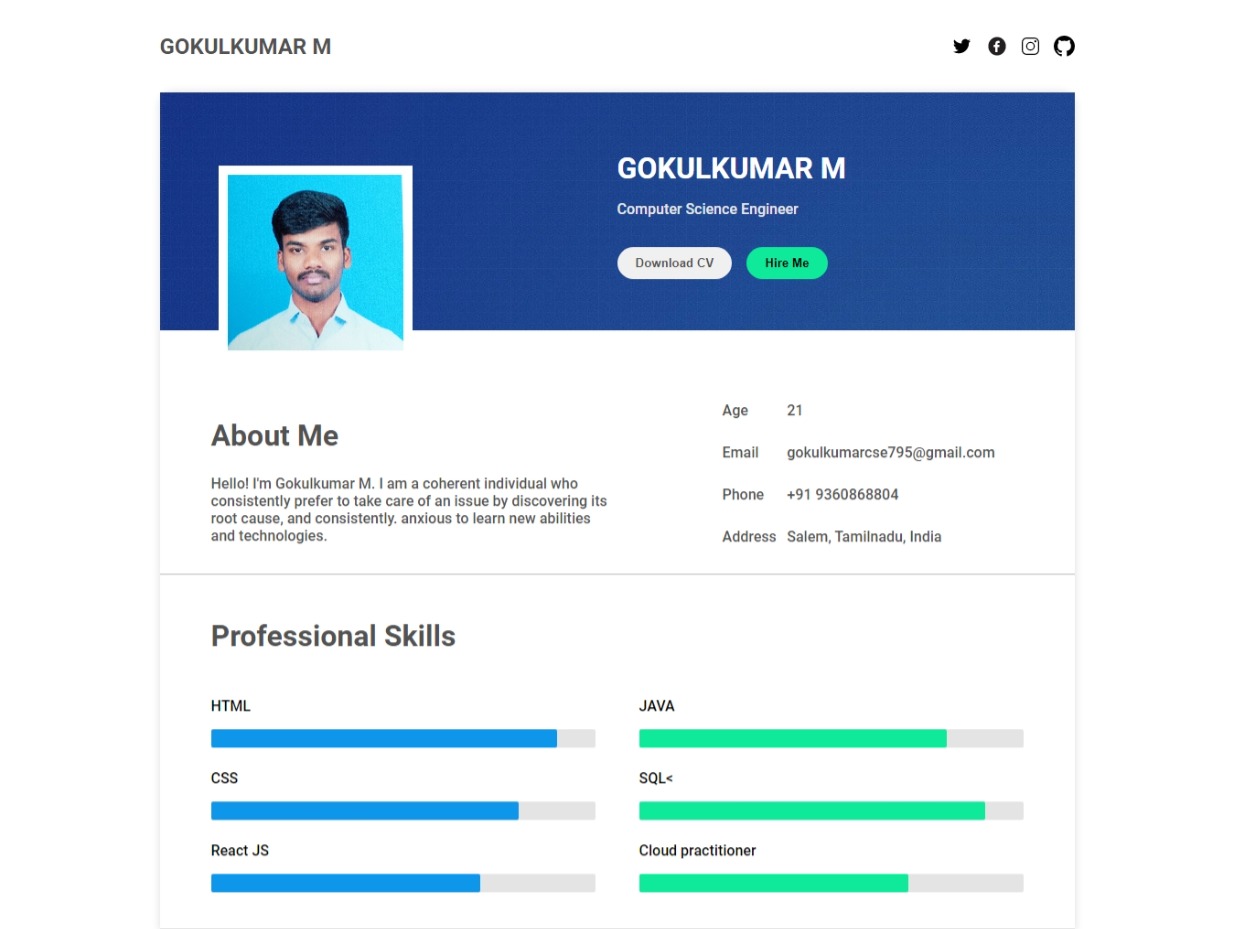 GOKULKUMAR M
GOKULKUMAR M
Computer Science Engineer
Download CV
Hire Me
About Me
Hello! I'm Gokulkumar M. I am a coherent individual who
consistently prefer to take care of an issue by discovering its
root cause, and consistently. anxious to learn new abilities
and technologies.
Age 21
Email gokulkumarcse795@gmail.com
Phone +91 9360868804
Address Salem, Tamilnadu, India
Professional Skills
HTML
JAVA
CSS
SQL<
React JS
Cloud practitioner